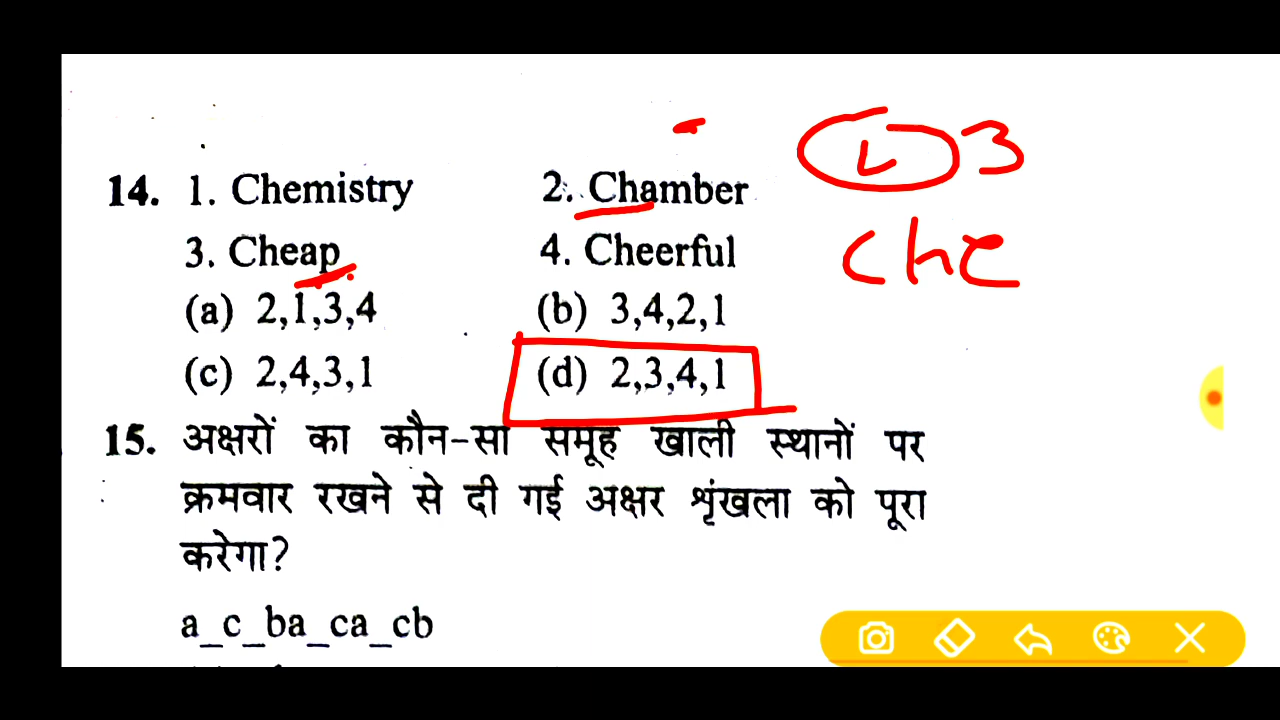 14. 1. Chemistry 2. Chamber
3. Cheap 4. Cheerful
(a) 2,1,3,4 (b) 3,4,2,1
(c) 2,4,3,1 (d) 2,3,4,1
3
che
15. अक्षरों का कौन-सा समूह खाली स्थानों पर
क्रमवार रखने से दी गई अक्षर शृंखला को पूरा
करेगा?
a_c_ba_ca_cb